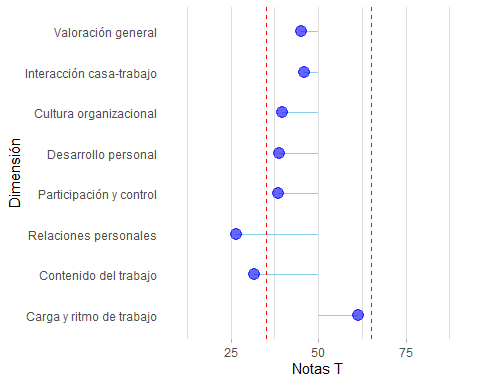 Valoración general
Interacción casa-trabajo
Cultura organizacional
Desarrollo personal
Participación y control
Relaciones personales
Contenido del trabajo
Carga y ritmo de trabajo
Dimensión
25 50 75
Notas T